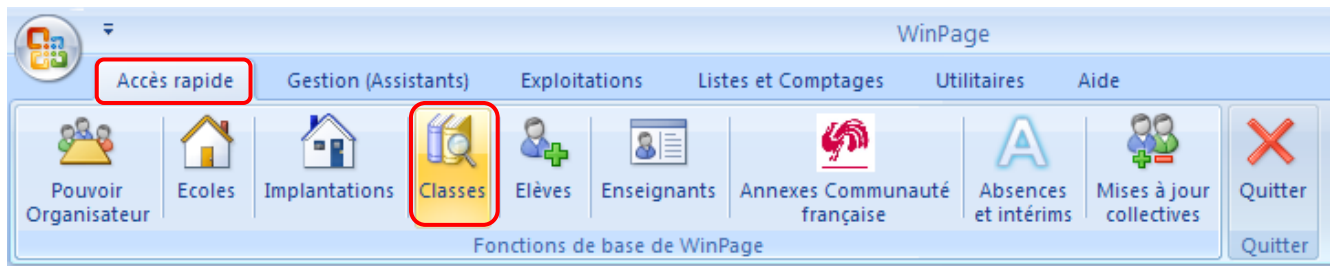 WinPage
Accès rapide Gestion (Assistants) Exploitations Listes et Comptages Utilitaires Aide
Pouvoir Organisateur
Ecoles
Implantations
Classes
Elèves
Enseignants
Annexes Communauté
française
Absences
et intérims
Mises à jour
collectives
Quitter
Fonctions de base de WinPage
Quitter